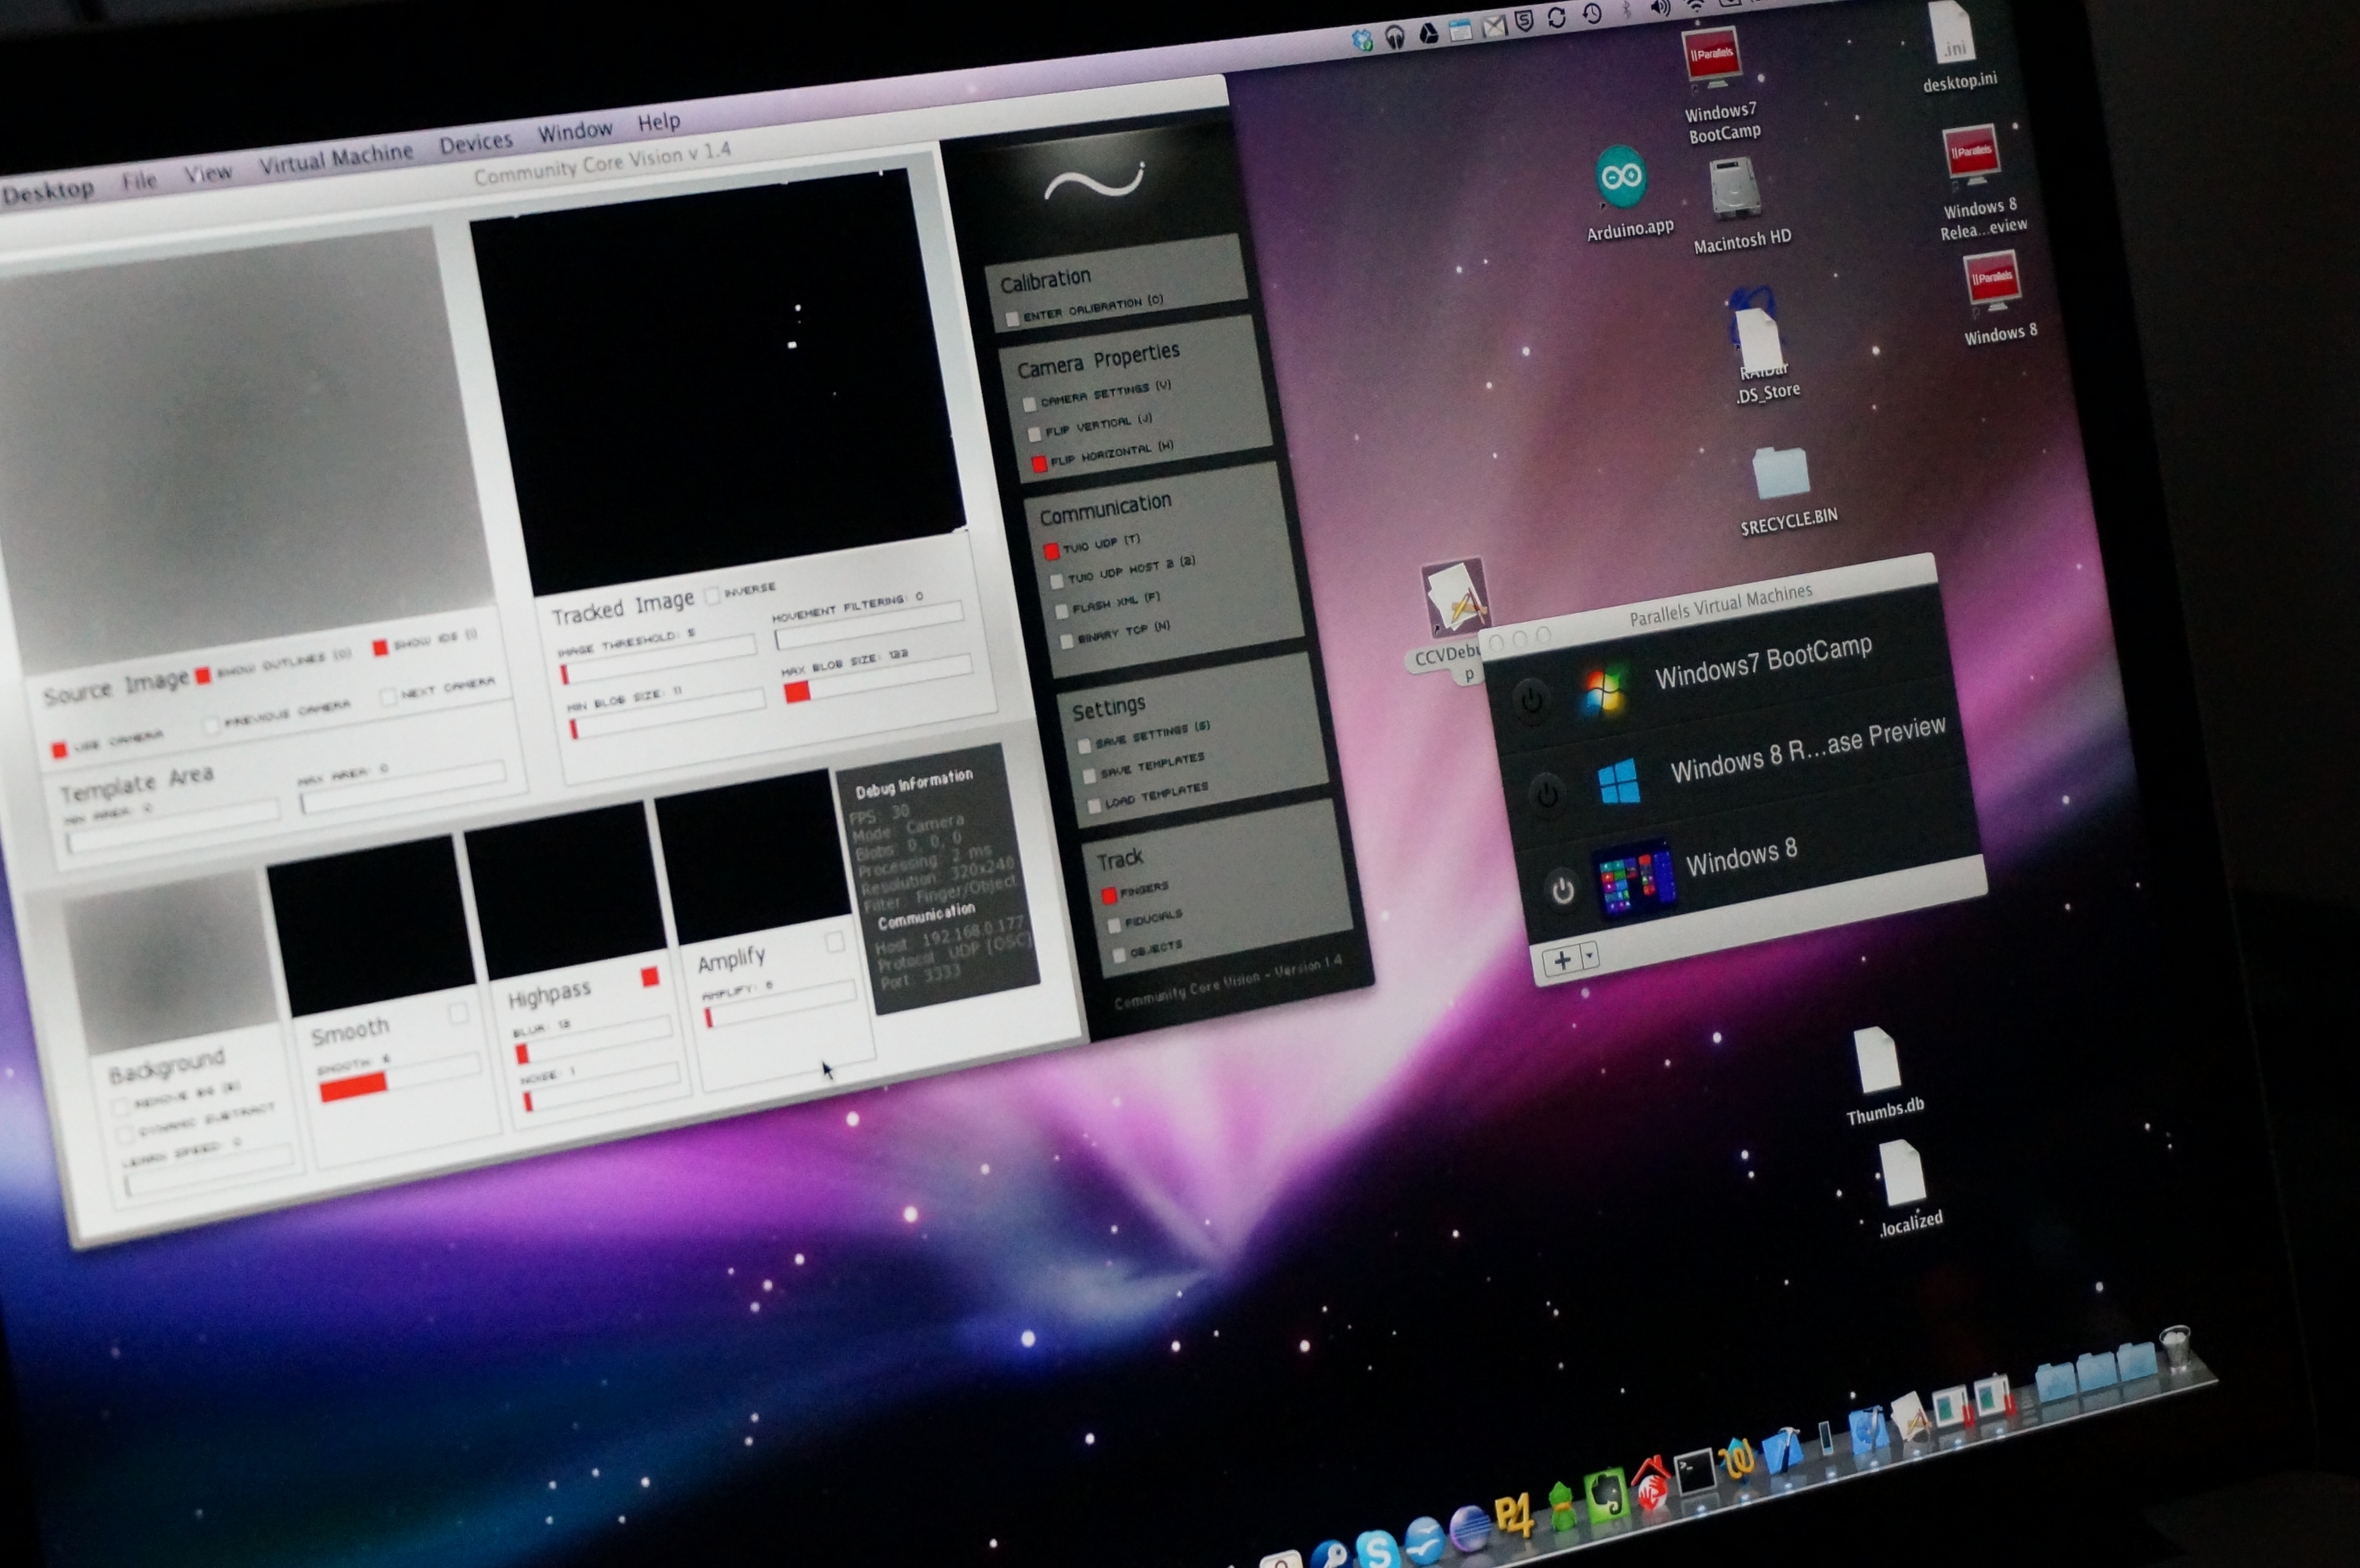 Desktop File View Virtual Machine Devices Window Help
Community Core Vision v 1.4
Source Image
SHOW OUTLINES (O)
SHOW IDS (I)
USE CAMERA
PREVIOUS CAMERA
NEXT CAMERA
Template Area
MIN AREA: 0
MAX AREA: 0
Tracked Image
INVERSE
IMAGE THRESHOLD: 5
MOVEMENT FILTERING: 0
MIN BLOB SIZE: 11
MAX BLOB SIZE: 122
Background
REMOVE BG (B)
DYNAMIC SUBTRACT
LEARN SPEED: 0
Smooth
SMOOTH: 6
Highpass
BLUR: 12
NOISE: 1
Amplify
AMPLIFY: 6
Debug Information
FPS: 30
Mode: Camera
Blobs: 0, 0, 0
Processing: 2 ms
Resolution: 320x240
Filter: Finger/Object
Communication
Host: 192.168.0.177
Protocol: UDP [OSC]
Port: 3333
Calibration
ENTER CALIBRATION (C)
Camera Properties
CAMERA SETTINGS (V)
FLIP VERTICAL (J)
FLIP HORIZONTAL (H)
Communication
TUIO UDP (T)
TUIO UDP HOST 2 (2)
FLASH XML (F)
BINARY TCP (N)
Settings
SAVE SETTINGS (S)
SAVE TEMPLATES
LOAD TEMPLATES
Track
FINGERS
FIDUCIALS
OBJECTS
Community Core Vision - Version 1.4
Parallels
Windows7
BootCamp
.ini
desktop.ini
Arduino.app
Macintosh HD
Parallels
Windows 8
Relea...eview
Parallels
Windows 8
RAIDar
.DS_Store
$RECYCLE.BIN
CCVDebu
p
Parallels Virtual Machines
Windows7 BootCamp
Windows 8 R...ase Preview
Windows 8
Thumbs.db
.localized
P4